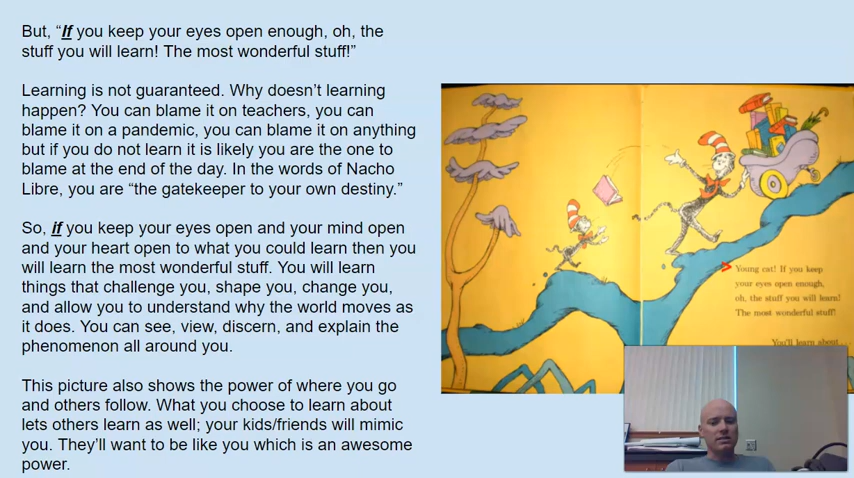 But, “If you keep your eyes open enough, oh, the
stuff you will learn! The most wonderful stuff!”
Learning is not guaranteed. Why doesn’t learning
happen? You can blame it on teachers, you can
blame it on a pandemic, you can blame it on anything
but if you do not learn it is likely you are the one to
blame at the end of the day. In the words of Nacho
Libre, you are “the gatekeeper to your own destiny.”
So, if you keep your eyes open and your mind open
and your heart open to what you could learn then you
will learn the most wonderful stuff. You will learn
things that challenge you, shape you, change you,
and allow you to understand why the world moves as
it does. You can see, view, discern, and explain the
phenomenon all around you.
This picture also shows the power of where you go
and others follow. What you choose to learn about
lets others learn as well; your kids/friends will mimic
you. They’ll want to be like you which is an awesome
power.
Young cat! If you keep
your eyes open enough,
oh, the stuff you will learn!
The most wonderful stuff!
You'll learn about...